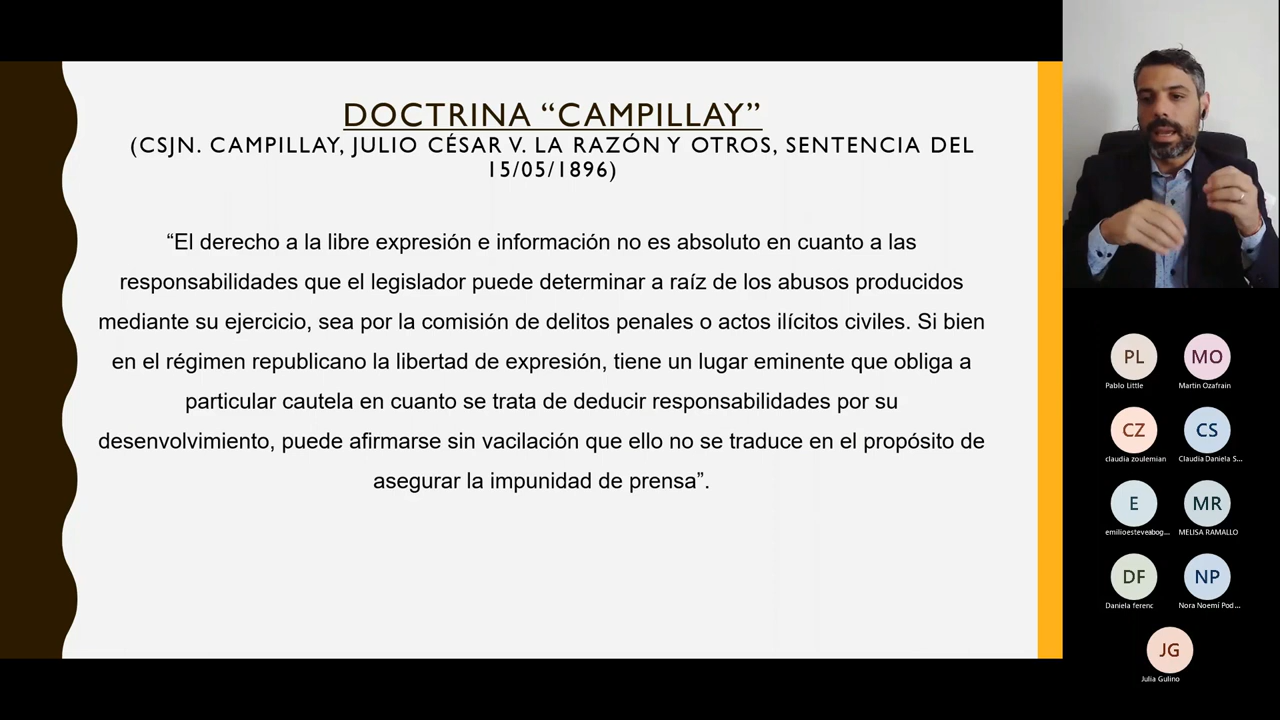 DOCTRINA “CAMPILLAY”
(CSJN. CAMPILLAY, JULIO CÉSAR V. LA RAZÓN Y OTROS, SENTENCIA DEL
15/05/1896)
“El derecho a la libre expresión e información no es absoluto en cuanto a las
responsabilidades que el legislador puede determinar a raíz de los abusos producidos
mediante su ejercicio, sea por la comisión de delitos penales o actos ilícitos civiles. Si bien
en el régimen republicano la libertad de expresión, tiene un lugar eminente que obliga a
particular cautela en cuanto se trata de deducir responsabilidades por su
desenvolvimiento, puede afirmarse sin vacilación que ello no se traduce en el propósito de
asegurar la impunidad de prensa”.
PL MO
Pablo Little Martin Ozafrain
CZ CS
claudia zoulemian Claudia Daniela S...
E MR
emilioesteveabog... MELISA RAMALLO
DF NP
Daniela ferenc Nora Noemí Pod...
JG
Julia Gulino